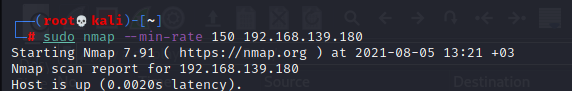 (root💀kali)-[~]
# sudo nmap --min-rate 150 192.168.139.180
Starting Nmap 7.91 ( https://nmap.org ) at 2021-08-05 13:21 +03
Nmap scan report for 192.168.139.180
Host is up (0.0020s latency).
Source Destination